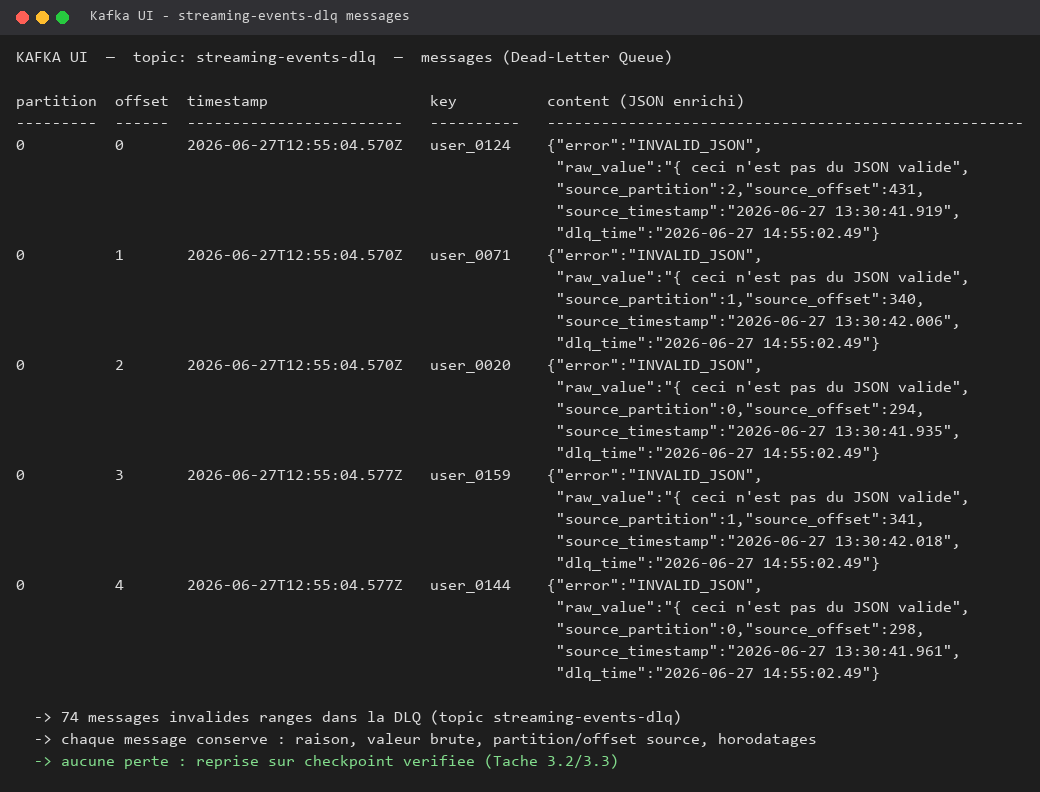 Kafka UI - streaming-events-dlq messages
KAFKA UI — topic: streaming-events-dlq — messages (Dead-Letter Queue)
partition  offset  timestamp                 key         content (JSON enrichi)
---------  ------  ------------------------  ----------  -----------------------------------------------------
0          0       2026-06-27T12:55:04.570Z  user_0124   {"error":"INVALID_JSON",
"raw_value":"{ ceci n'est pas du JSON valide",
"source_partition":2,"source_offset":431,
"source_timestamp":"2026-06-27 13:30:41.919",
"dlq_time":"2026-06-27 14:55:02.49"}
0          1       2026-06-27T12:55:04.570Z  user_0071   {"error":"INVALID_JSON",
"raw_value":"{ ceci n'est pas du JSON valide",
"source_partition":1,"source_offset":340,
"source_timestamp":"2026-06-27 13:30:42.006",
"dlq_time":"2026-06-27 14:55:02.49"}
0          2       2026-06-27T12:55:04.570Z  user_0020   {"error":"INVALID_JSON",
"raw_value":"{ ceci n'est pas du JSON valide",
"source_partition":0,"source_offset":294,
"source_timestamp":"2026-06-27 13:30:41.935",
"dlq_time":"2026-06-27 14:55:02.49"}
0          3       2026-06-27T12:55:04.577Z  user_0159   {"error":"INVALID_JSON",
"raw_value":"{ ceci n'est pas du JSON valide",
"source_partition":1,"source_offset":341,
"source_timestamp":"2026-06-27 13:30:42.018",
"dlq_time":"2026-06-27 14:55:02.49"}
0          4       2026-06-27T12:55:04.577Z  user_0144   {"error":"INVALID_JSON",
"raw_value":"{ ceci n'est pas du JSON valide",
"source_partition":0,"source_offset":298,
"source_timestamp":"2026-06-27 13:30:41.961",
"dlq_time":"2026-06-27 14:55:02.49"}
-> 74 messages invalides ranges dans la DLQ (topic streaming-events-dlq)
-> chaque message conserve : raison, valeur brute, partition/offset source, horodatages
-> aucune perte : reprise sur checkpoint verifiee (Tache 3.2/3.3)